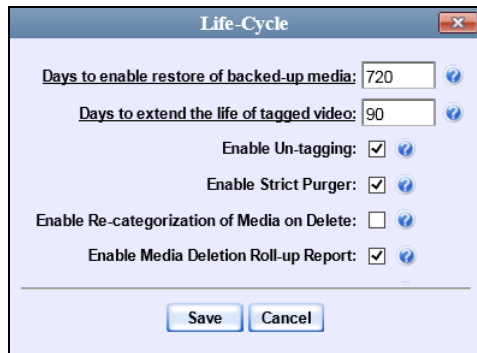 Life-Cycle
Days to enable restore of backed-up media: 720
Days to extend the life of tagged video: 90
Enable Un-tagging:
Enable Strict Purger:
Enable Re-categorization of Media on Delete:
Enable Media Deletion Roll-up Report:
Save Cancel